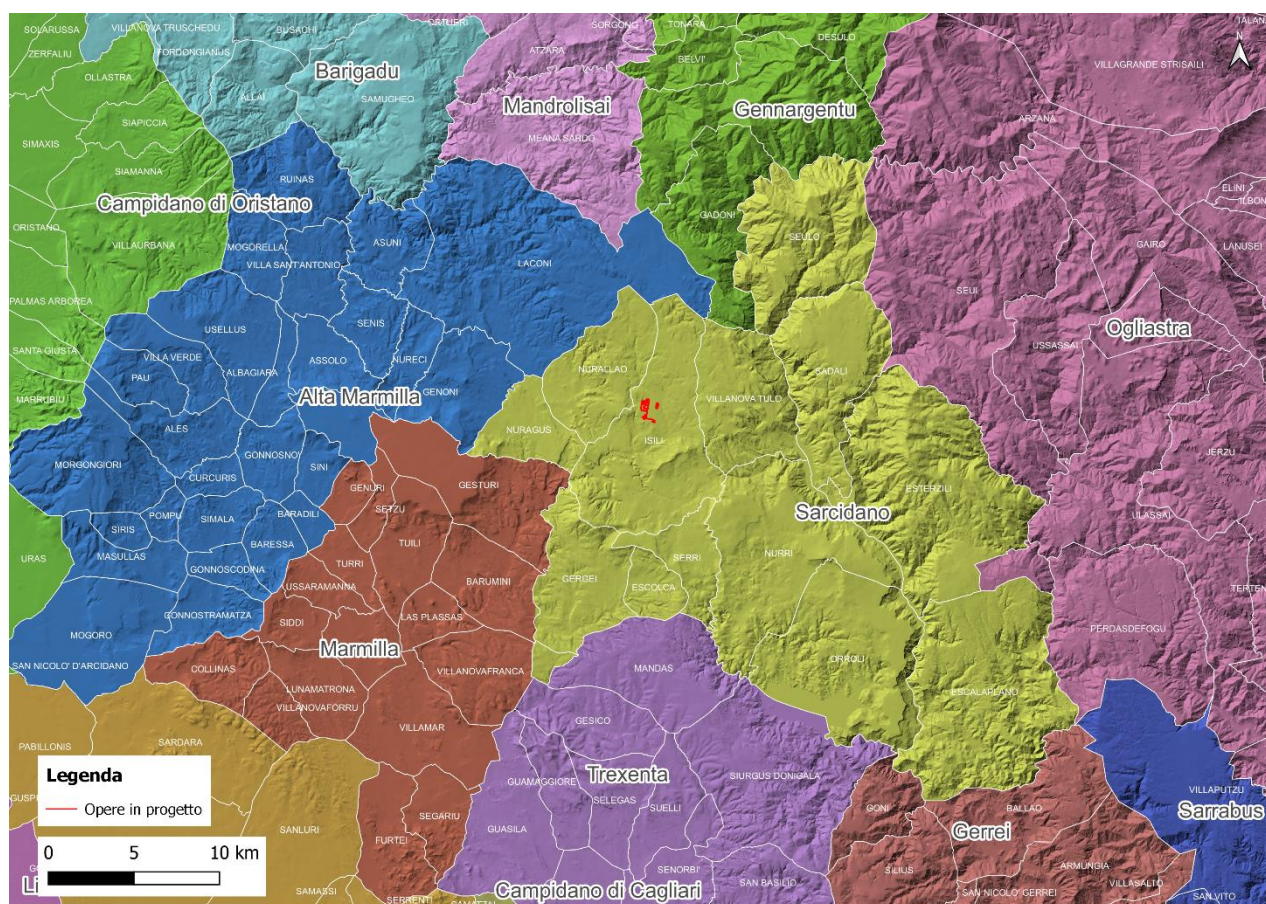 SOLARUSSA
VILLANOVA TRUSCHEDU
BUSACHI
ORTUERI
SORGONO
TONARA
DESULO
TALANA
ZERFALIU
FORDONGIANUS
ATZARA
BELVI'
VILLAGRANDE STRISAILI
N
OLLASTRA
Barigadu
ALLAI
SAMUGHEO
Mandrolisai
Gennargentu
SIAPICCIA
MEANA SARDO
ARZANA
SIMAXIS
SIAMANNA
RUINAS
ELINI
ILBONO
Campidano di Oristano
GADONI
ORISTANO
VILLAURBANA
MOGORELLA
ASUNI
SEULO
GAIRO
LANUSEI
VILLA SANT'ANTONIO
LACONI
PALMAS ARBOREA
SEUI
USELLUS
SENIS
Ogliastra
SANTA GIUSTA
VILLA VERDE
ASSOLO
NURECI
NURALLAO
USSASSAI
PAU
ALBAGIARA
SADALI
MARRUBIU
Alta Marmilla
GENONI
VILLANOVA TULO
ALES
NURAGUS
ISILI
GONNOSNO'
JERZU
MORGONGIORI
SINI
CURCURIS
GENURI
GESTURI
ESTERZILI
SETZU
Sarcidano
ULASSAI
POMPU
SIMALA
BARADILI
SIRIS
TUILI
URAS
MASULLAS
BARESSA
SERRI
NURRI
GONNOSCODINA
TURRI
GERGEI
USSARAMANNA
BARUMINI
ESCOLCA
GONNOSTRAMATZA
LAS PLASSAS
SIDDI
PERDASDEFOGU
MOGORO
Marmilla
SAN NICOLO' D'ARCIDANO
COLLINAS
VILLANOVAFRANCA
MANDAS
ORROLI
LUNAMATRONA
ESCALAPLANO
VILLANOVAFORRU
GESICO
VILLAMAR
PABILLONIS
SARDARA
Trexenta
Legenda
GUAMAGGIORE
SIURGUS DONIGALA
VILLAPUTZU
SELEGAS
SUELLI
GONI
BALLAO
Sarrabus
Opere in progetto
SEGARIU
GUASILA
SANLURI
Gerrei
FURTEI
0 5 10 km
SENORBI'
SILIUS
ARMUNGIA
SAN BASILIO
VILLASALTO
Campidano di Cagliari
SAN NICOLO' GERREI
SAN VITO
SAMASSI
SERRENTI